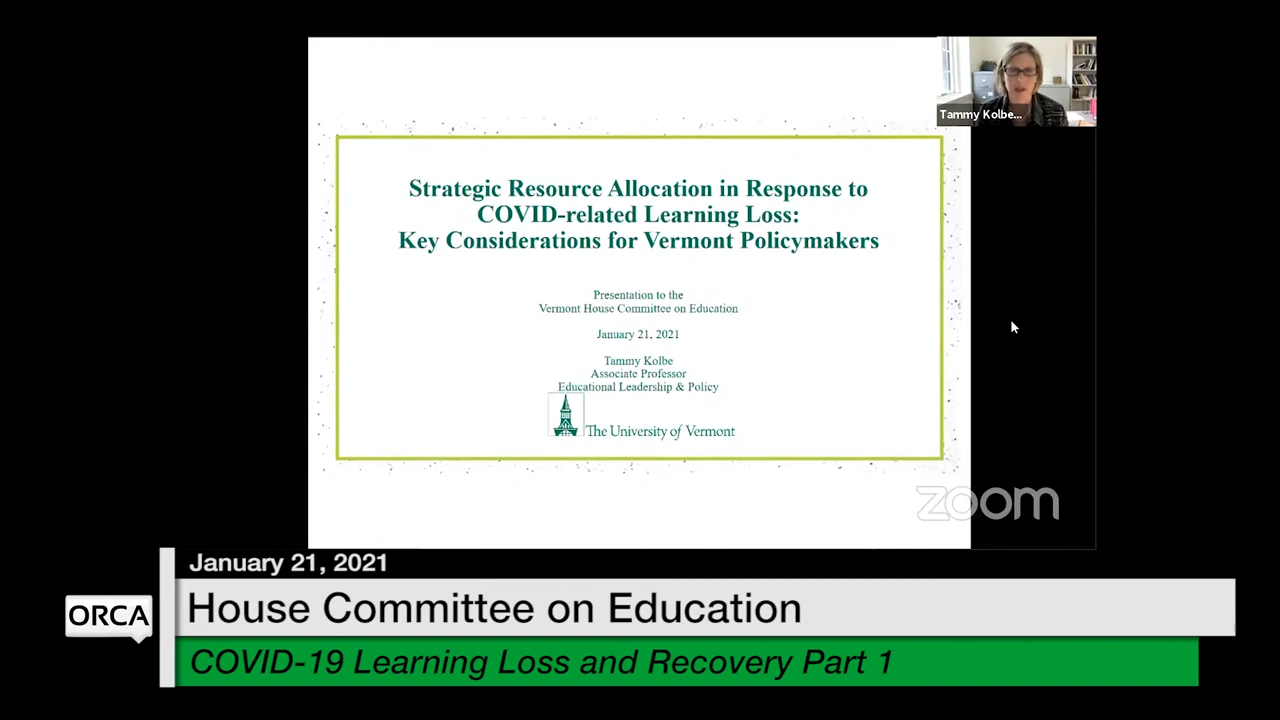 Tammy Kolbe...
Strategic Resource Allocation in Response to
COVID-related Learning Loss:
Key Considerations for Vermont Policymakers
Presentation to the
Vermont House Committee on Education
January 21, 2021
Tammy Kolbe
Associate Professor
Educational Leadership & Policy
The University of Vermont
zoom
January 21, 2021
ORCA
House Committee on Education
COVID-19 Learning Loss and Recovery Part 1